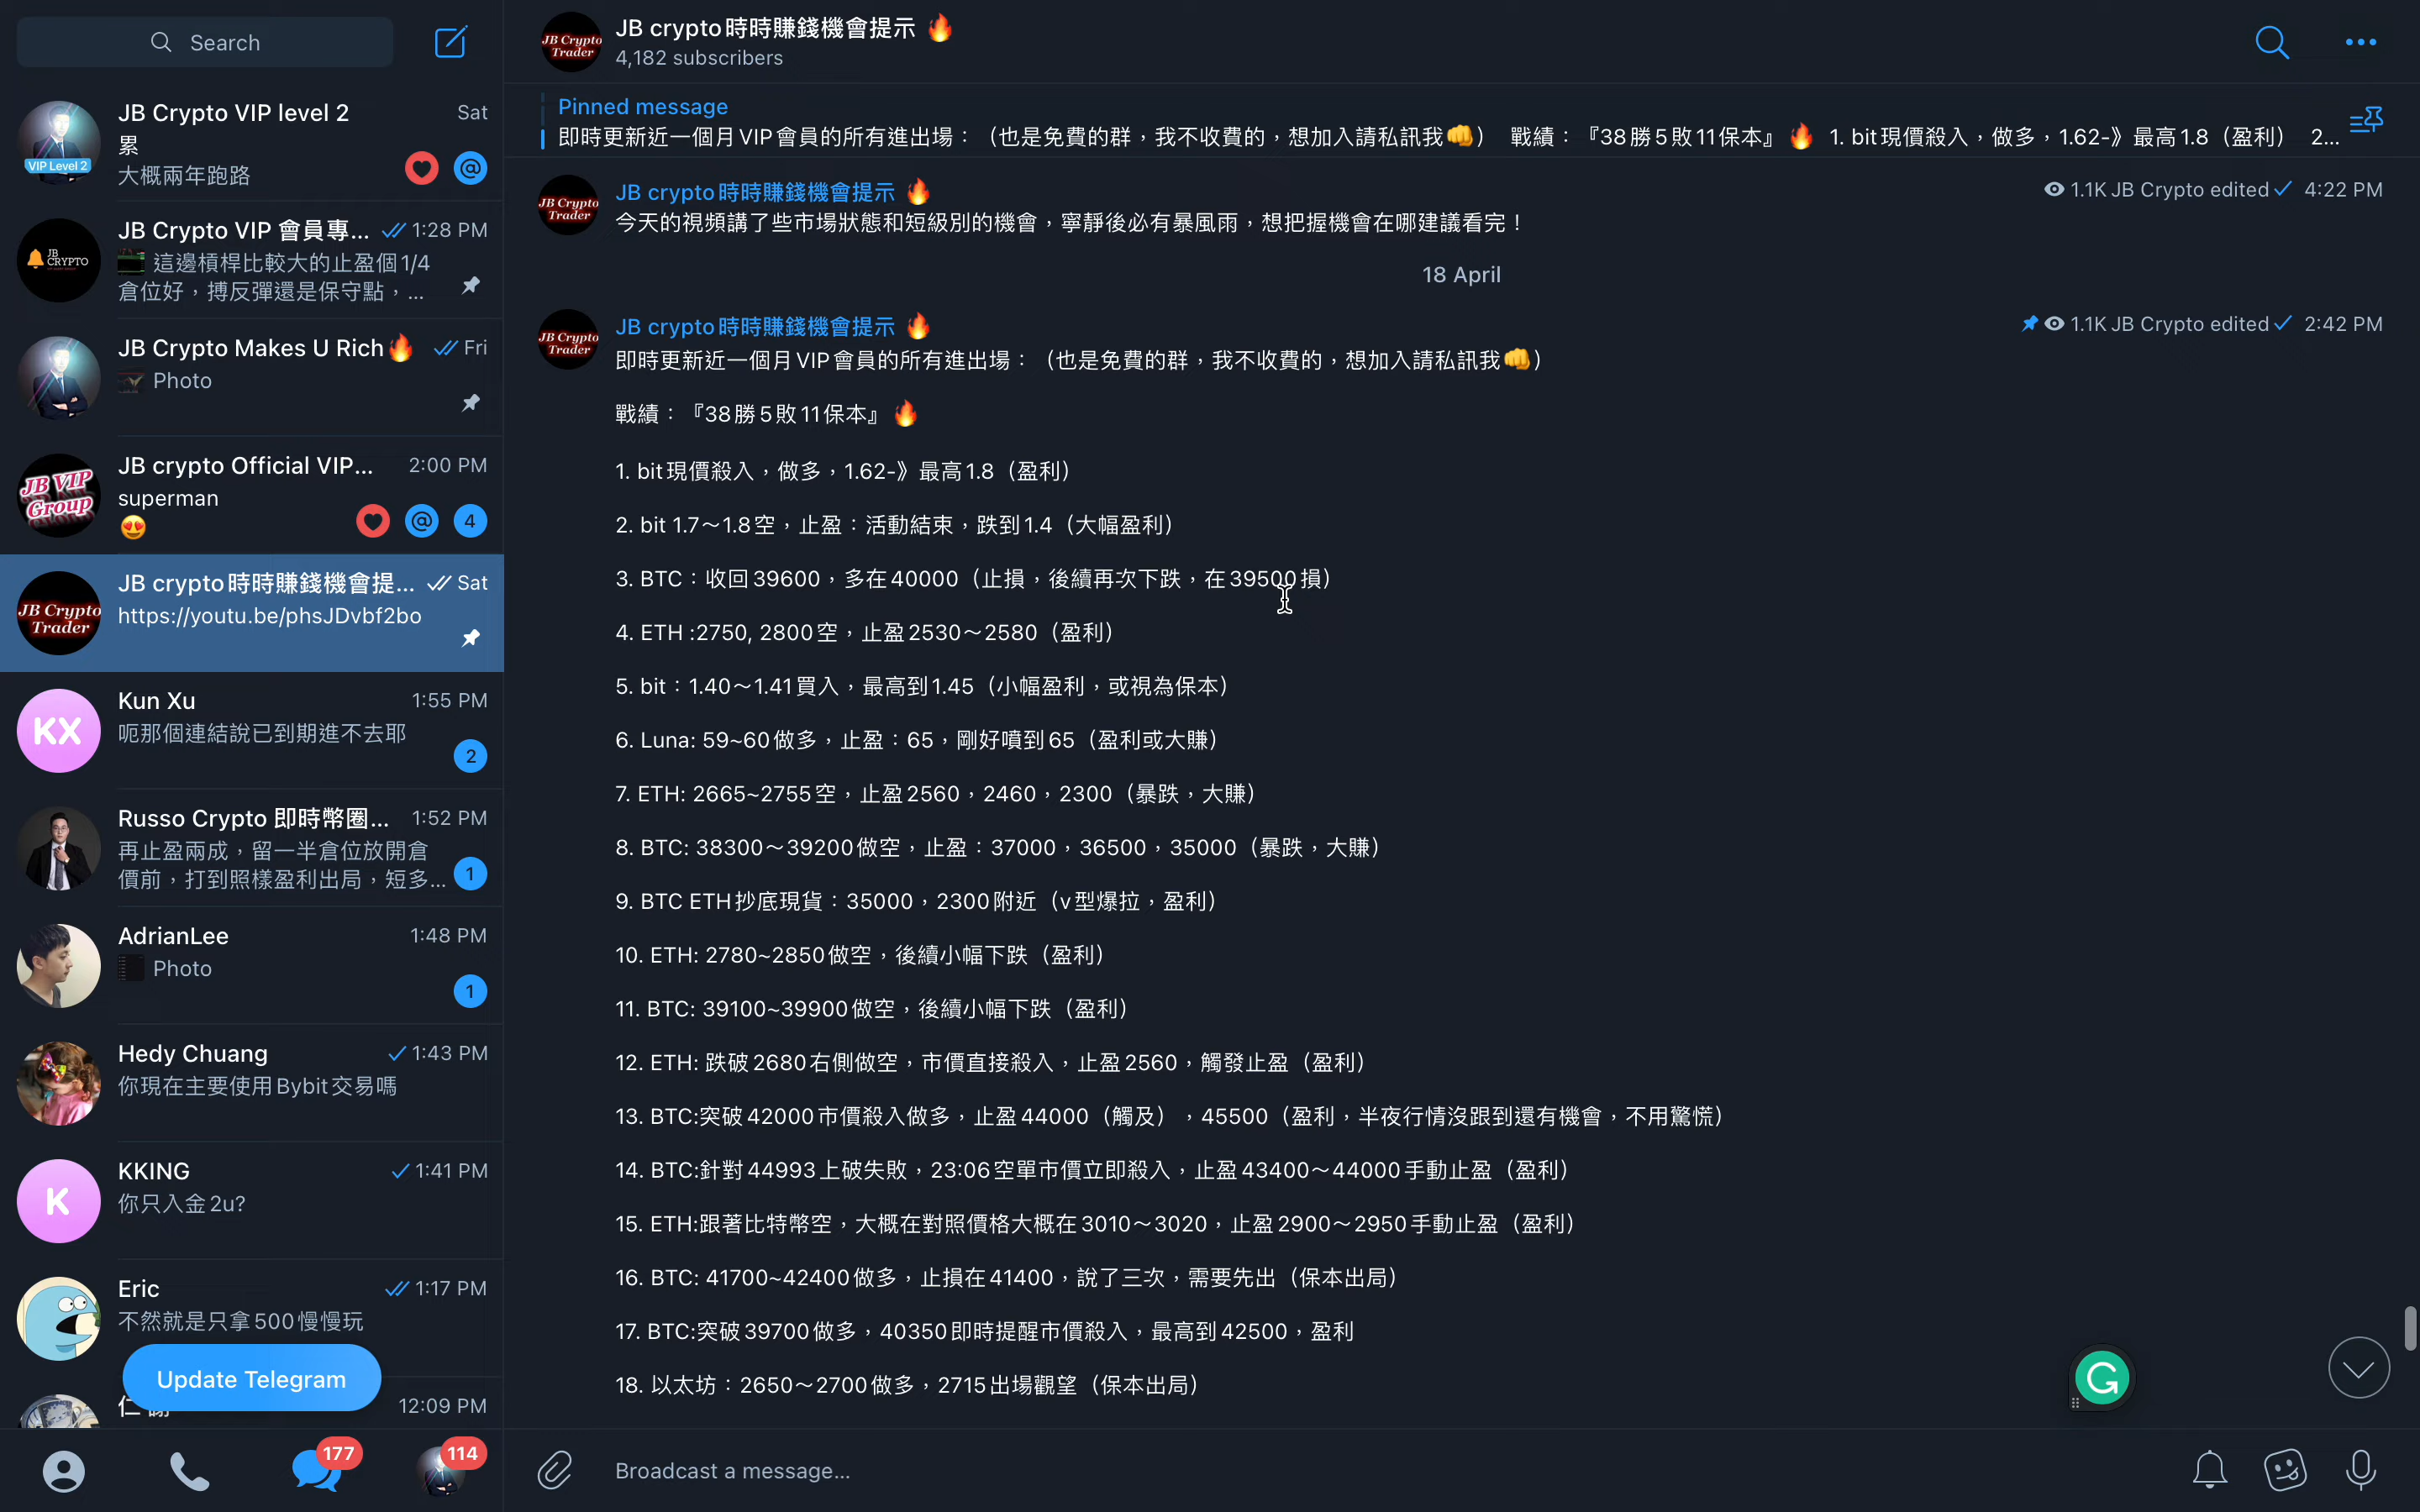 Search
JB Crypto VIP level 2
Sat
累
大概兩年跑路
VIP Level 2
JB Crypto VIP 會員專...
1:28 PM
這邊槓桿比較大的止盈個1/4
倉位好，搏反彈還是保守點，...
JB CRYPTO
JB Crypto Makes U Rich🔥
Fri
Photo
JB crypto Official VIP...
2:00 PM
superman
😍
4
JB VIP Group
JB crypto時時賺錢機會提...
Sat
https://youtu.be/phsJDvbf2bo
JB Crypto Trader
Kun Xu
1:55 PM
呃那個連結說已到期進不去耶
2
KX
Russo Crypto 即時幣圈...
1:52 PM
再止盈兩成，留一半倉位放開倉
價前，打到照樣盈利出局，短多...
1
AdrianLee
1:48 PM
Photo
1
Hedy Chuang
1:43 PM
你現在主要使用Bybit交易嗎
KKING
1:41 PM
你只入金2u?
K
Eric
1:17 PM
不然就是只拿500慢慢玩
Update Telegram
12:09 PM
177
114
JB Crypto Trader
JB crypto時時賺錢機會提示 🔥
4,182 subscribers
Pinned message
即時更新近一個月VIP會員的所有進出場：（也是免費的群，我不收費的，想加入請私訊我👊） 戰績：『38勝5敗11保本』🔥 1. bit現價殺入，做多，1.62-》最高1.8（盈利） 2...
JB Crypto Trader
JB crypto時時賺錢機會提示 🔥
1.1K JB Crypto edited 4:22 PM
今天的視頻講了些市場狀態和短級別的機會，寧靜後必有暴風雨，想把握機會在哪建議看完！
18 April
JB Crypto Trader
JB crypto時時賺錢機會提示 🔥
1.1K JB Crypto edited 2:42 PM
即時更新近一個月VIP會員的所有進出場：（也是免費的群，我不收費的，想加入請私訊我👊）
戰績：『38勝5敗11保本』🔥
1. bit現價殺入，做多，1.62-》最高1.8（盈利）
2. bit 1.7～1.8空，止盈：活動結束，跌到1.4（大幅盈利）
3. BTC：收回39600，多在40000（止損，後續再次下跌，在39500損）
4. ETH :2750, 2800空，止盈2530～2580（盈利）
5. bit：1.40～1.41買入，最高到1.45（小幅盈利，或視為保本）
6. Luna: 59~60做多，止盈：65，剛好噴到65（盈利或大賺）
7. ETH: 2665~2755空，止盈2560，2460，2300（暴跌，大賺）
8. BTC: 38300～39200做空，止盈：37000，36500，35000（暴跌，大賺）
9. BTC ETH抄底現貨：35000，2300附近（v型爆拉，盈利）
10. ETH: 2780~2850做空，後續小幅下跌（盈利）
11. BTC: 39100~39900做空，後續小幅下跌（盈利）
12. ETH: 跌破2680右側做空，市價直接殺入，止盈2560，觸發止盈（盈利）
13. BTC:突破42000市價殺入做多，止盈44000（觸及），45500（盈利，半夜行情沒跟到還有機會，不用驚慌）
14. BTC:針對44993上破失敗，23:06空單市價立即殺入，止盈43400～44000手動止盈（盈利）
15. ETH:跟著比特幣空，大概在對照價格大概在3010～3020，止盈2900～2950手動止盈（盈利）
16. BTC: 41700~42400做多，止損在41400，說了三次，需要先出（保本出局）
17. BTC:突破39700做多，40350即時提醒市價殺入，最高到42500，盈利
18. 以太坊：2650～2700做多，2715出場觀望（保本出局）
Broadcast a message...